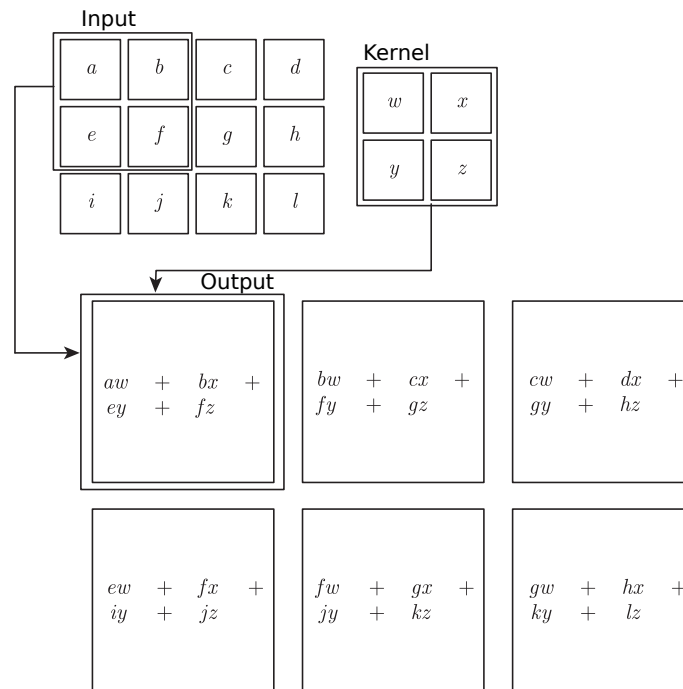 Input
a b c d
Kernel
w x
e f g h
y z
i j k l
Output
aw + bx +
ey + fz
bw + cx +
fy + gz
cw + dx +
gy + hz
ew + fx +
iy + jz
fw + gx +
jy + kz
gw + hx +
ky + lz